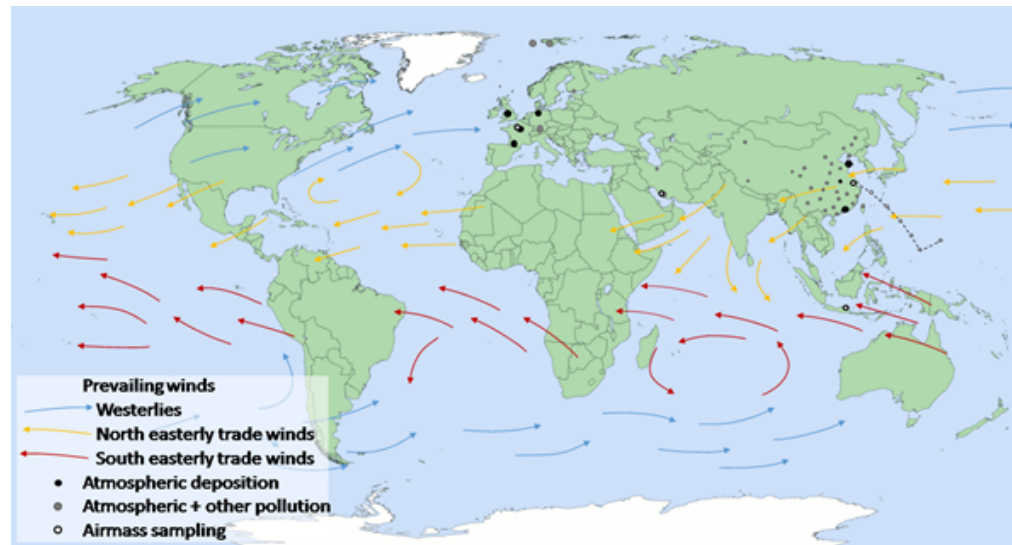 Prevailing winds
Westerlies
North easterly trade winds
South easterly trade winds
Atmospheric deposition
Atmospheric + other pollution
Airmass sampling